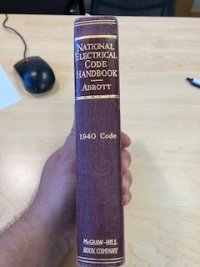 NATIONAL
ELECTRICAL
CODE
HANDBOOK
ABBOTT
1940 Code
McGRAW-HILL
BOOK COMPANY